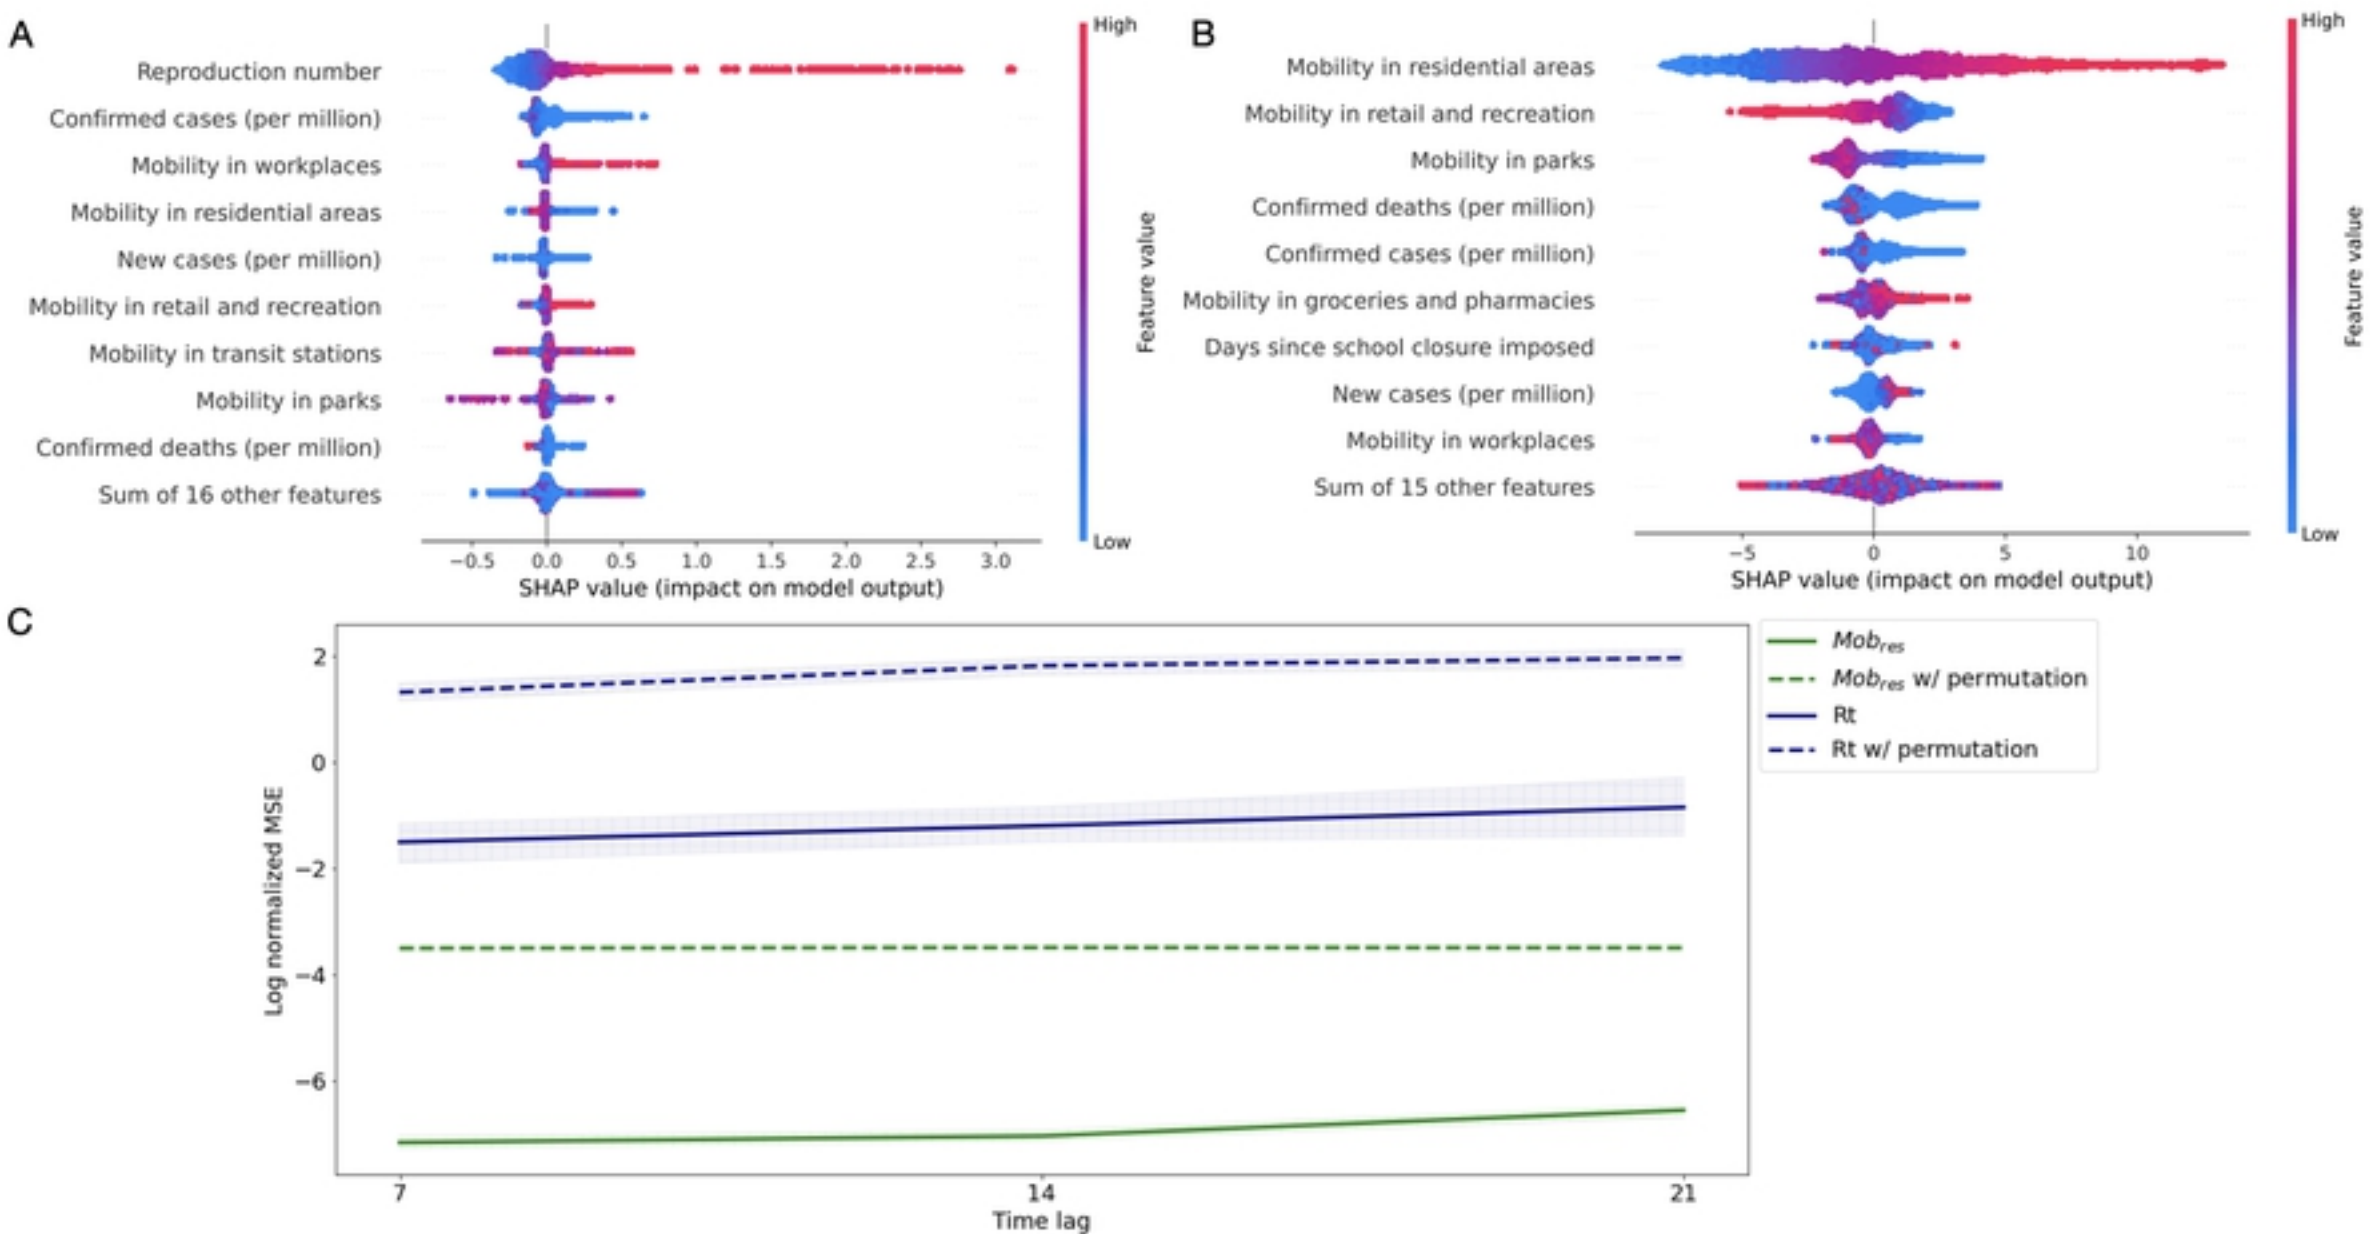 A
Reproduction number
Confirmed cases (per million)
Mobility in workplaces
Mobility in residential areas
New cases (per million)
Mobility in retail and recreation
Mobility in transit stations
Mobility in parks
Confirmed deaths (per million)
Sum of 16 other features
−0.5 0.0 0.5 1.0 1.5 2.0 2.5 3.0
SHAP value (impact on model output)
High
Feature value
Low
B
Mobility in residential areas
Mobility in retail and recreation
Mobility in parks
Confirmed deaths (per million)
Confirmed cases (per million)
Mobility in groceries and pharmacies
Days since school closure imposed
New cases (per million)
Mobility in workplaces
Sum of 15 other features
−5 0 5 10
SHAP value (impact on model output)
High
Feature value
Low
C
2
0
−2
−4
−6
Log normalized MSE
7 14 21
Time lag
Mobres
Mobres w/ permutation
Rt
Rt w/ permutation